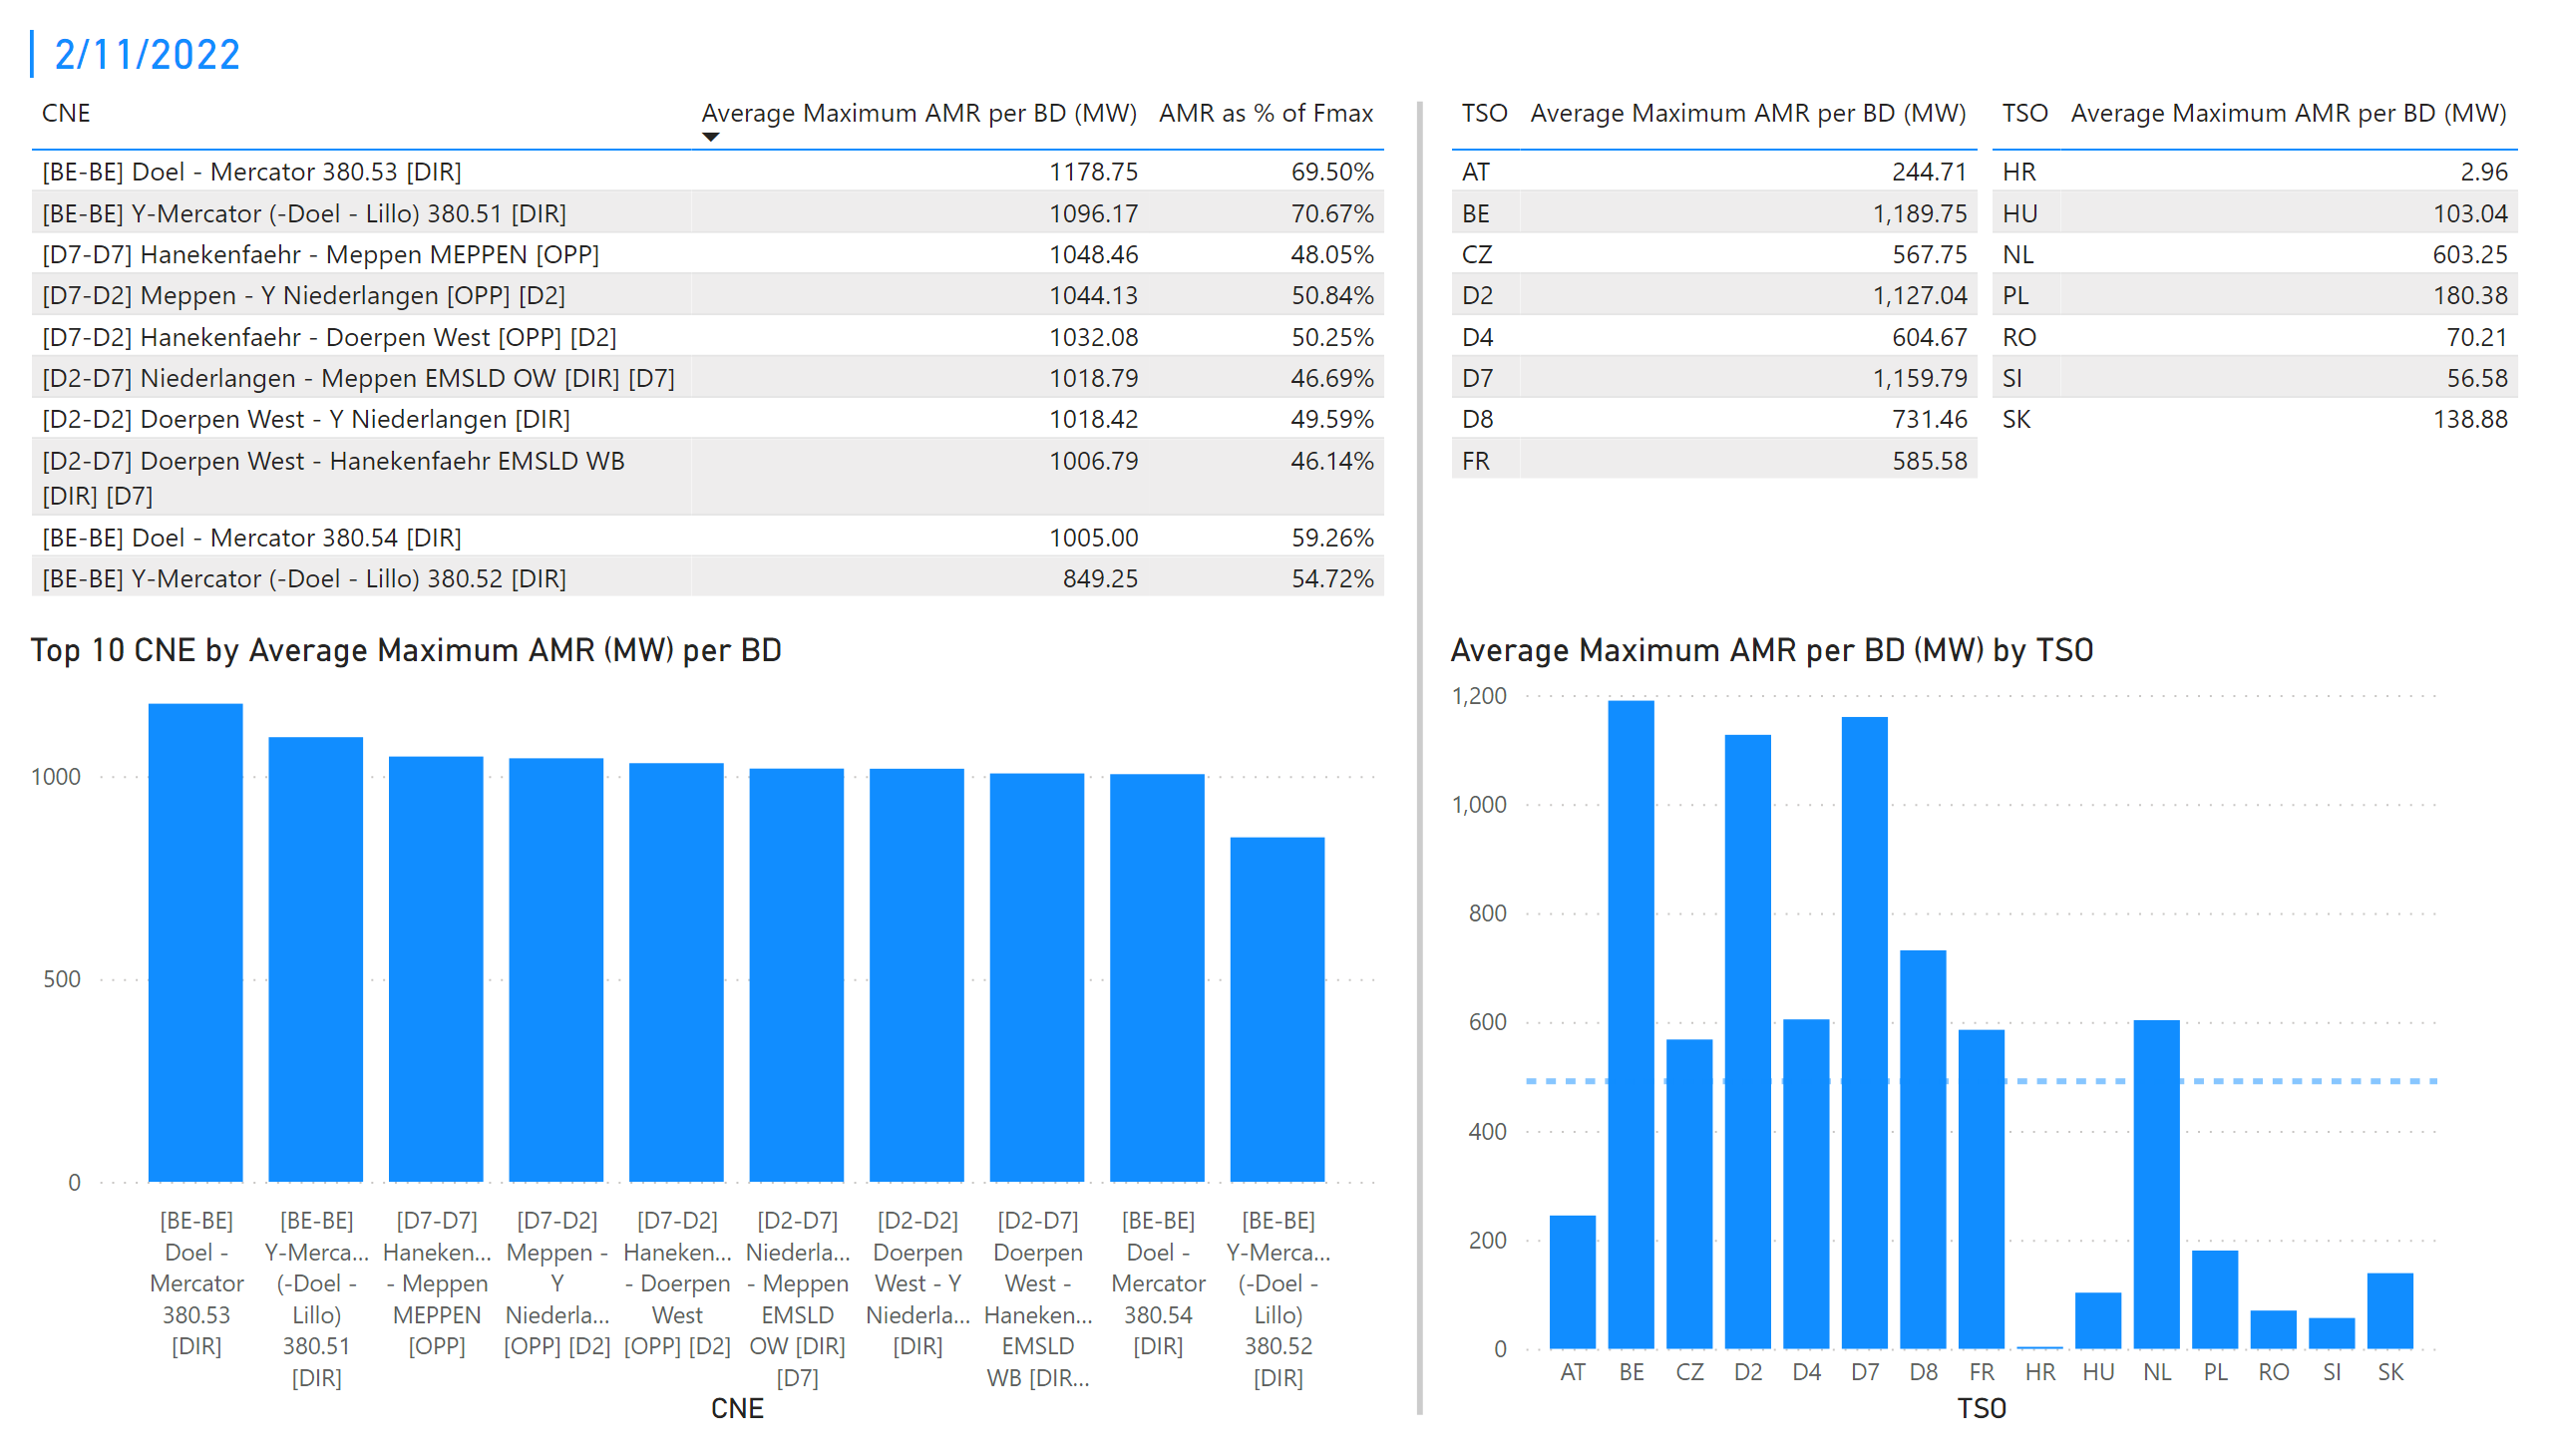 2/11/2022
CNE Average Maximum AMR per BD (MW) AMR as % of Fmax
[BE-BE] Doel - Mercator 380.53 [DIR] 1178.75 69.50%
[BE-BE] Y-Mercator (-Doel - Lillo) 380.51 [DIR] 1096.17 70.67%
[D7-D7] Hanekenfaehr - Meppen MEPPEN [OPP] 1048.46 48.05%
[D7-D2] Meppen - Y Niederlangen [OPP] [D2] 1044.13 50.84%
[D7-D2] Hanekenfaehr - Doerpen West [OPP] [D2] 1032.08 50.25%
[D2-D7] Niederlangen - Meppen EMSLD OW [DIR] [D7] 1018.79 46.69%
[D2-D2] Doerpen West - Y Niederlangen [DIR] 1018.42 49.59%
[D2-D7] Doerpen West - Hanekenfaehr EMSLD WB 1006.79 46.14%
[DIR] [D7]
[BE-BE] Doel - Mercator 380.54 [DIR] 1005.00 59.26%
[BE-BE] Y-Mercator (-Doel - Lillo) 380.52 [DIR] 849.25 54.72%
TSO Average Maximum AMR per BD (MW)
AT 244.71
BE 1,189.75
CZ 567.75
D2 1,127.04
D4 604.67
D7 1,159.79
D8 731.46
FR 585.58
TSO Average Maximum AMR per BD (MW)
HR 2.96
HU 103.04
NL 603.25
PL 180.38
RO 70.21
SI 56.58
SK 138.88
Top 10 CNE by Average Maximum AMR (MW) per BD
1000
500
0
[BE-BE]
Doel -
Mercator
380.53
[DIR]
[BE-BE]
Y-Merca...
(-Doel -
Lillo)
380.51
[DIR]
[D7-D7]
Haneken...
- Meppen
MEPPEN
[OPP]
[D7-D2]
Meppen -
Y
Niederla...
[OPP] [D2]
[D7-D2]
Haneken...
- Doerpen
West
[OPP] [D2]
[D2-D7]
Niederla...
- Meppen
EMSLD
OW [DIR]
[D7]
[D2-D2]
Doerpen
West - Y
Niederla...
[DIR]
[D2-D7]
Doerpen
West -
Haneken...
EMSLD
WB [DIR...
[BE-BE]
Doel -
Mercator
380.54
[DIR]
[BE-BE]
Y-Merca...
(-Doel -
Lillo)
380.52
[DIR]
CNE
Average Maximum AMR per BD (MW) by TSO
1,200
1,000
800
600
400
200
0
AT BE CZ D2 D4 D7 D8 FR HR HU NL PL RO SI SK
TSO